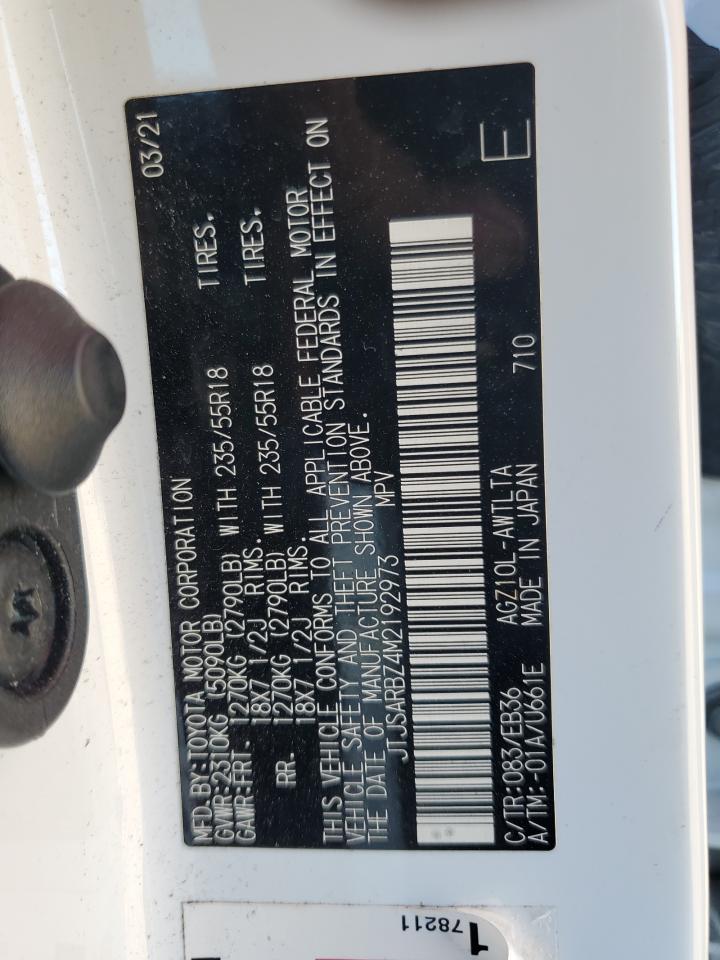 MFD.BY:TOYOTA MOTOR CORPORATION 03/21
GVWR:2310KG (5090LB)
GAWR:FRT. 1270KG (2790LB) WITH 235/55R18 TIRES.
18X7 1/2J RIMS.
RR. 1270KG (2790LB) WITH 235/55R18 TIRES.
18X7 1/2J RIMS.
THIS VEHICLE CONFORMS TO ALL APPLICABLE FEDERAL MOTOR
VEHICLE SAFETY AND THEFT PREVENTION STANDARDS IN EFFECT ON
THE DATE OF MANUFACTURE SHOWN ABOVE.
JTJSARBZ4M2192973 MPV
C/TR:083/EB36 AGZ10L-AWTLTA
A/TM:-01A/U661E MADE IN JAPAN 710 E
78211
1